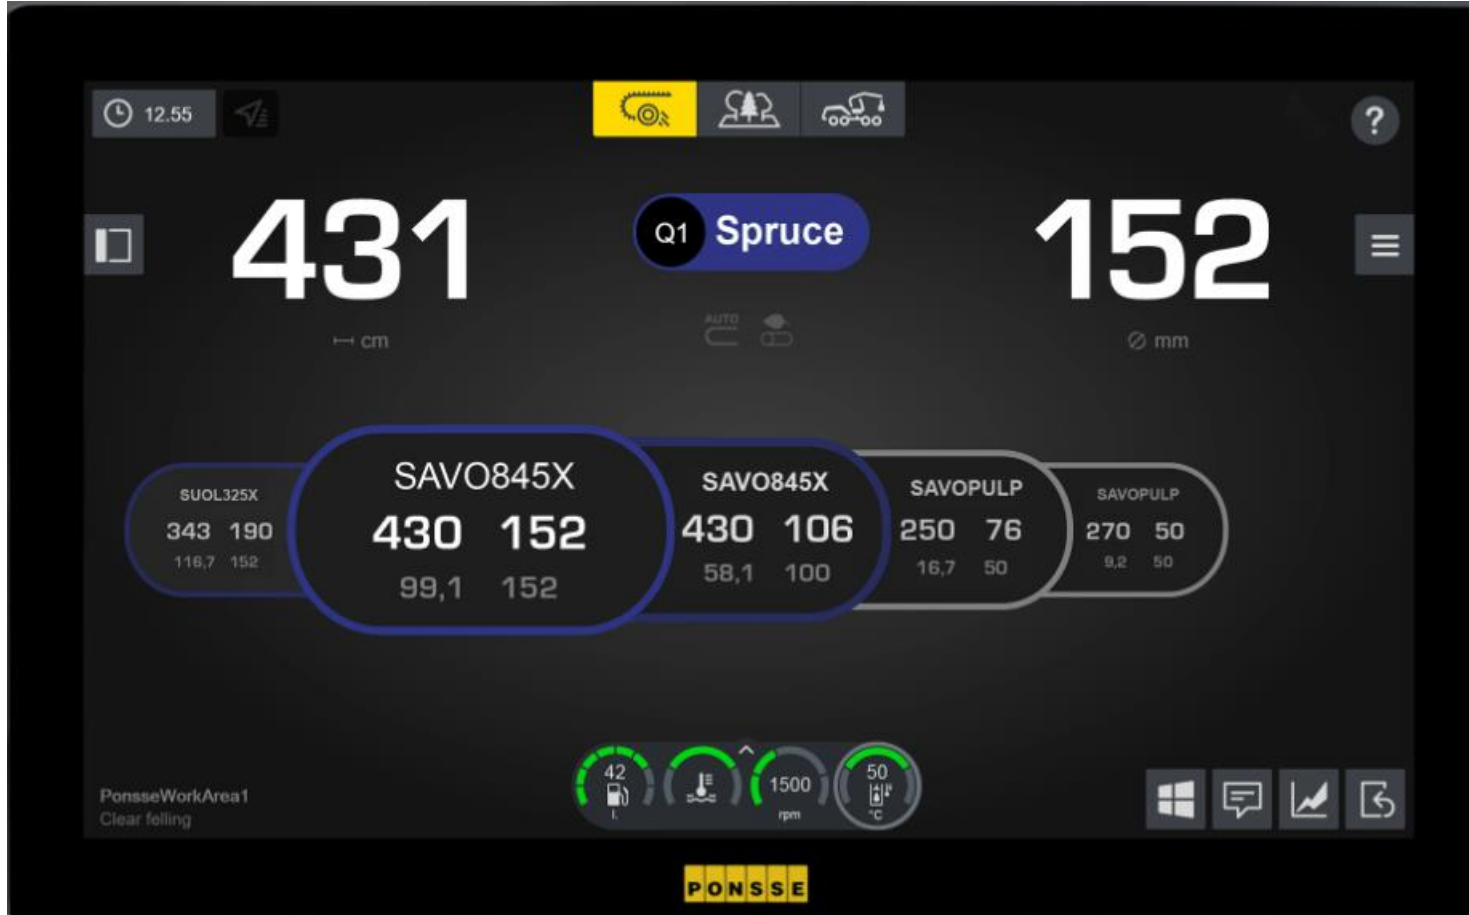 12.55
?
431
Q1 Spruce
152
cm
AUTO
mm
SUOL325X
343 190
116,7 152
SAVO845X
430 152
99,1 152
SAVO845X
430 106
58,1 100
SAVOPULP
250 76
16,7 50
SAVOPULP
270 50
9,2 50
42
l.
1500
rpm
50
°C
PonsseWorkArea1
Clear felling
PONSSE